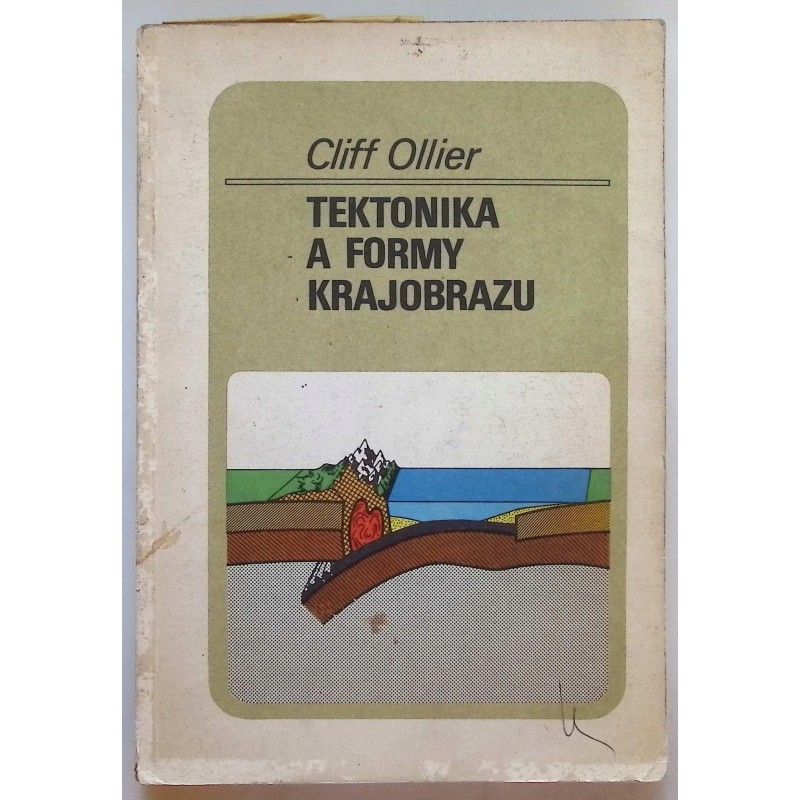 Cliff Ollier
TEKTONIKA
A FORMY
KRAJOBRAZU